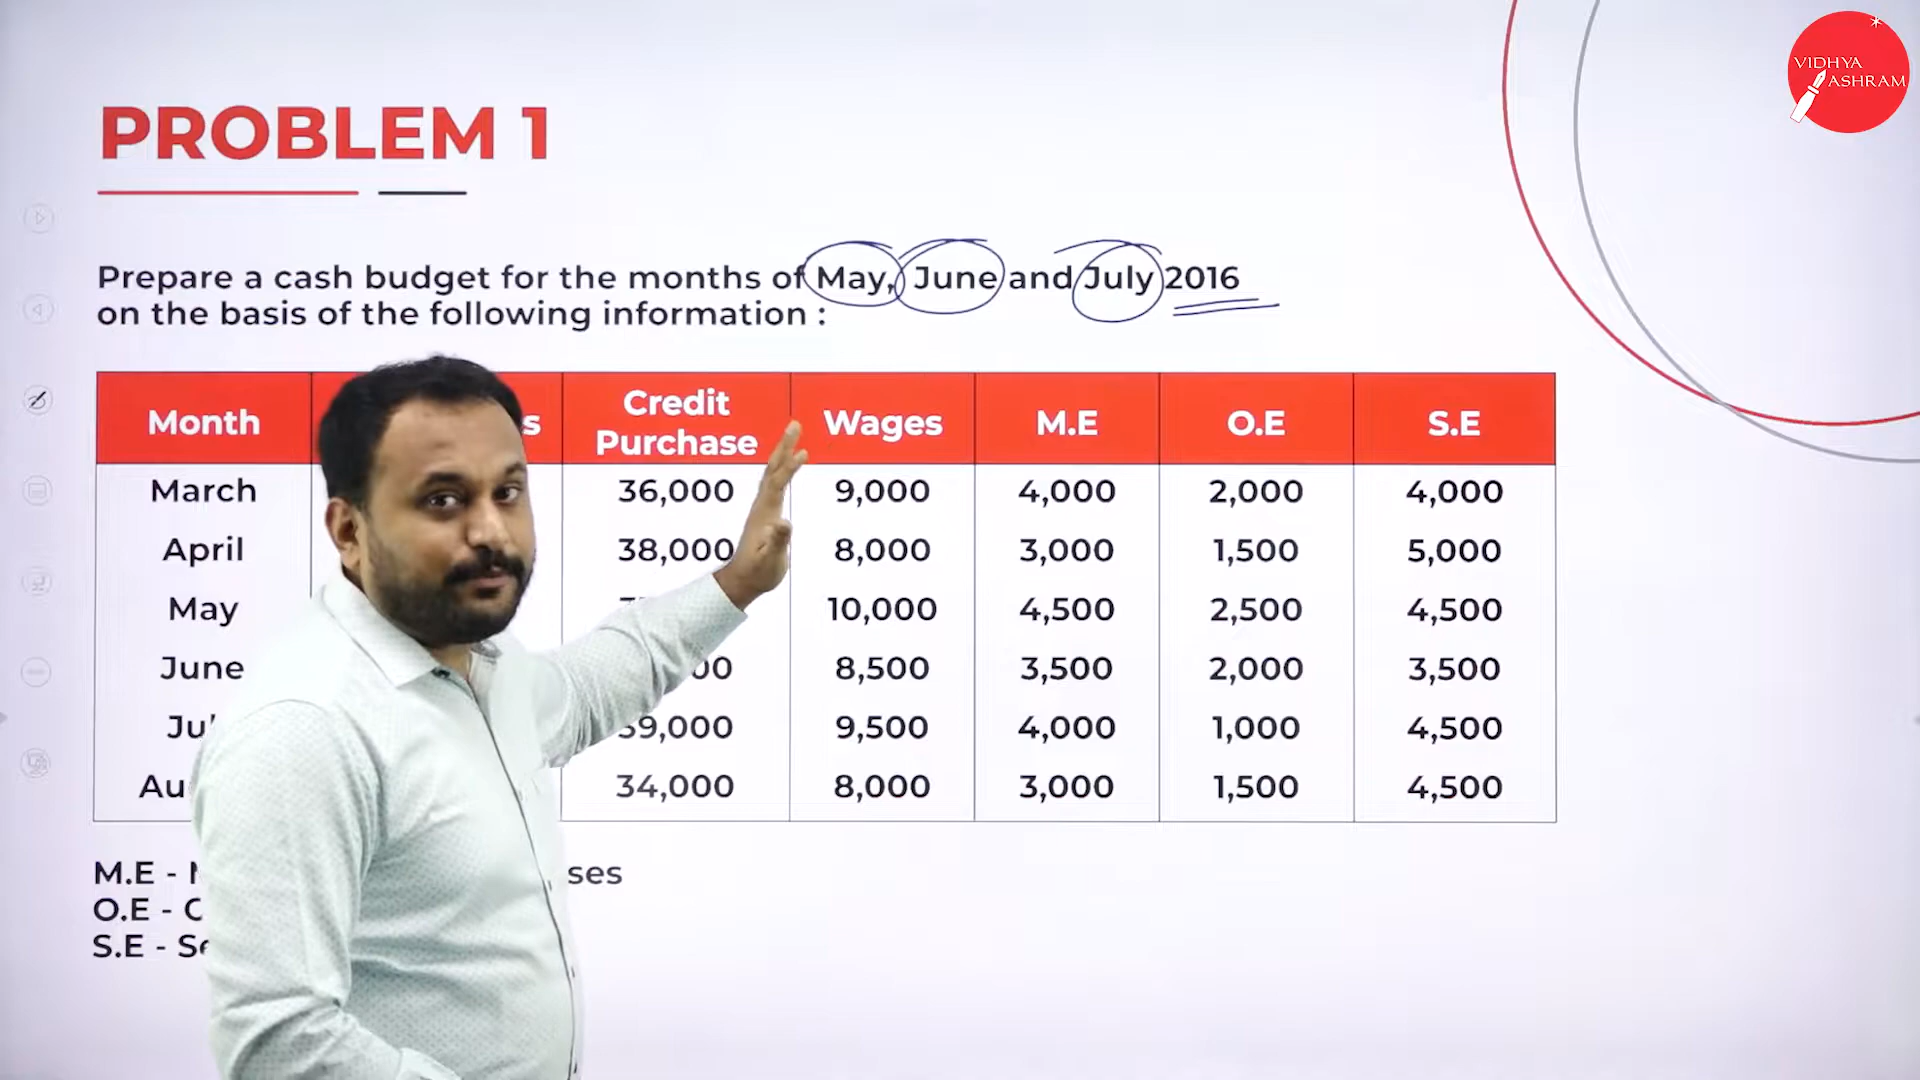 VIDHYA
ASHRAM
PROBLEM 1
Prepare a cash budget for the months of May, June and July 2016
on the basis of the following information :
Month Credit Purchase Wages M.E O.E S.E
March 36,000 9,000 4,000 2,000 4,000
April 38,000 8,000 3,000 1,500 5,000
May 10,000 4,500 2,500 4,500
June 8,500 3,500 2,000 3,500
9,500 4,000 1,000 4,500
34,000 8,000 3,000 1,500 4,500
M.E -
O.E -
S.E -